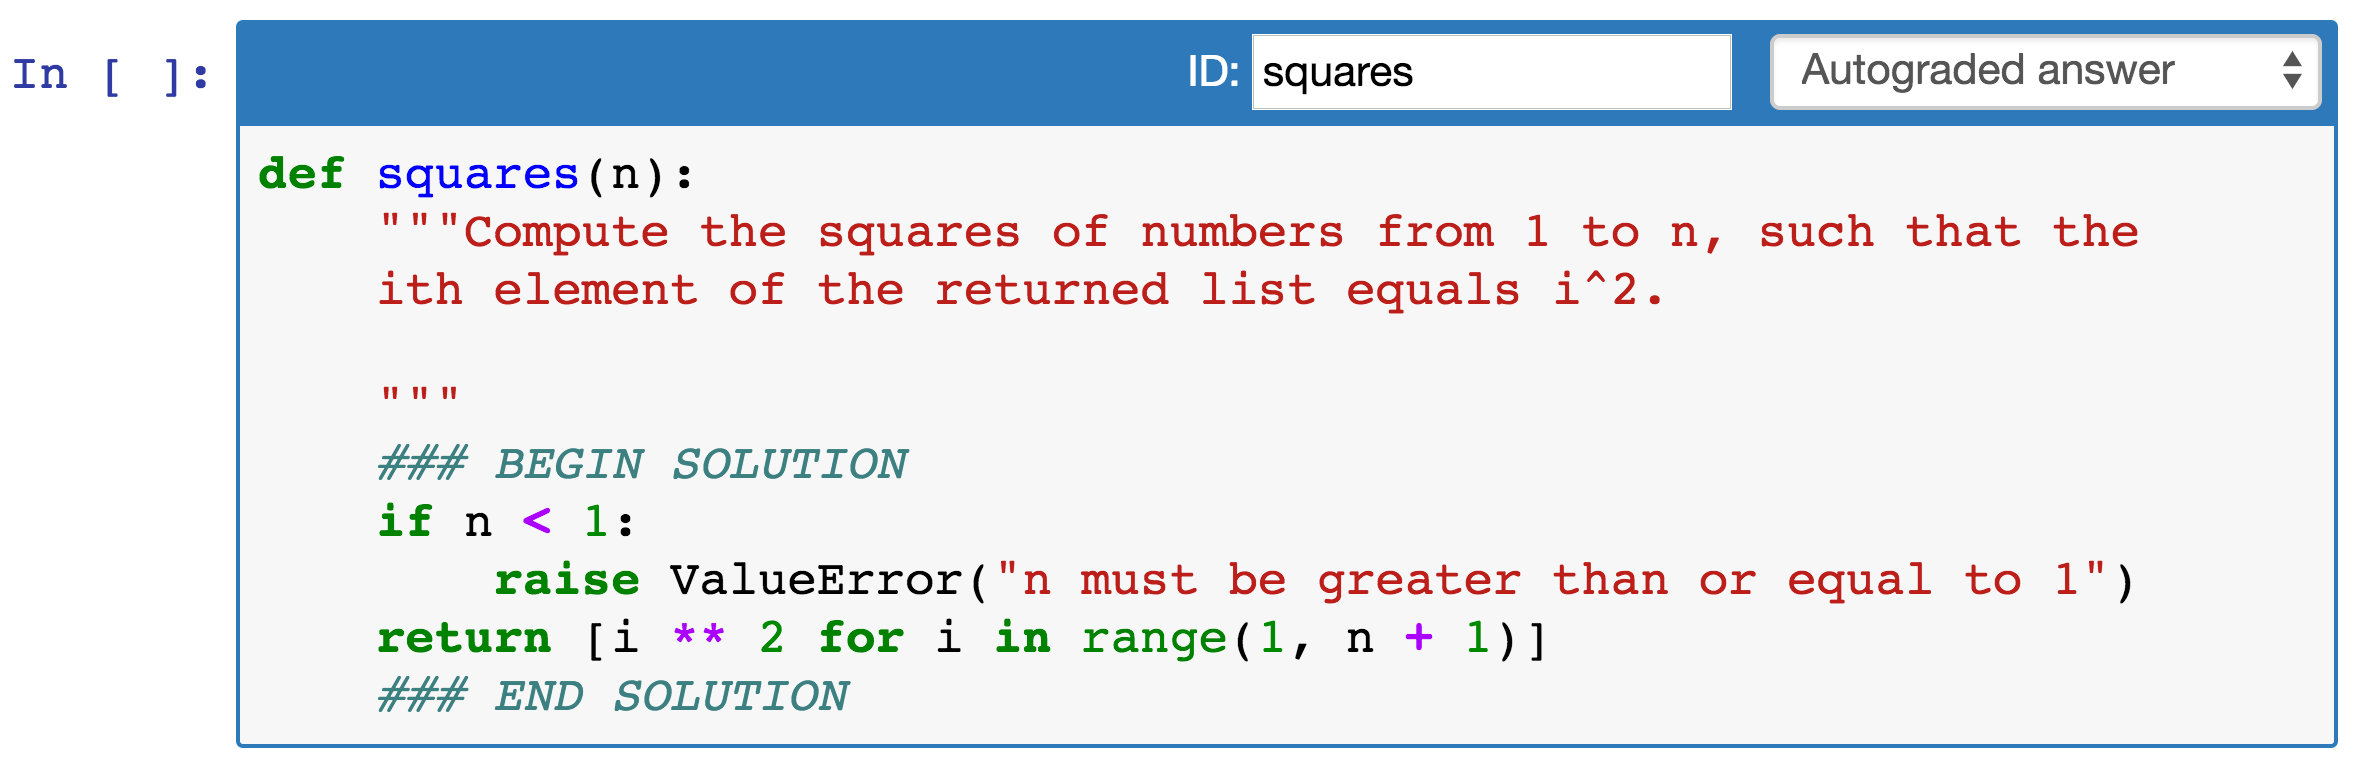 In [ ]:
ID: squares Autograded answer
def squares(n):
    """Compute the squares of numbers from 1 to n, such that the
    ith element of the returned list equals i^2.

    """
    ### BEGIN SOLUTION
    if n < 1:
        raise ValueError("n must be greater than or equal to 1")
    return [i ** 2 for i in range(1, n + 1)]
    ### END SOLUTION